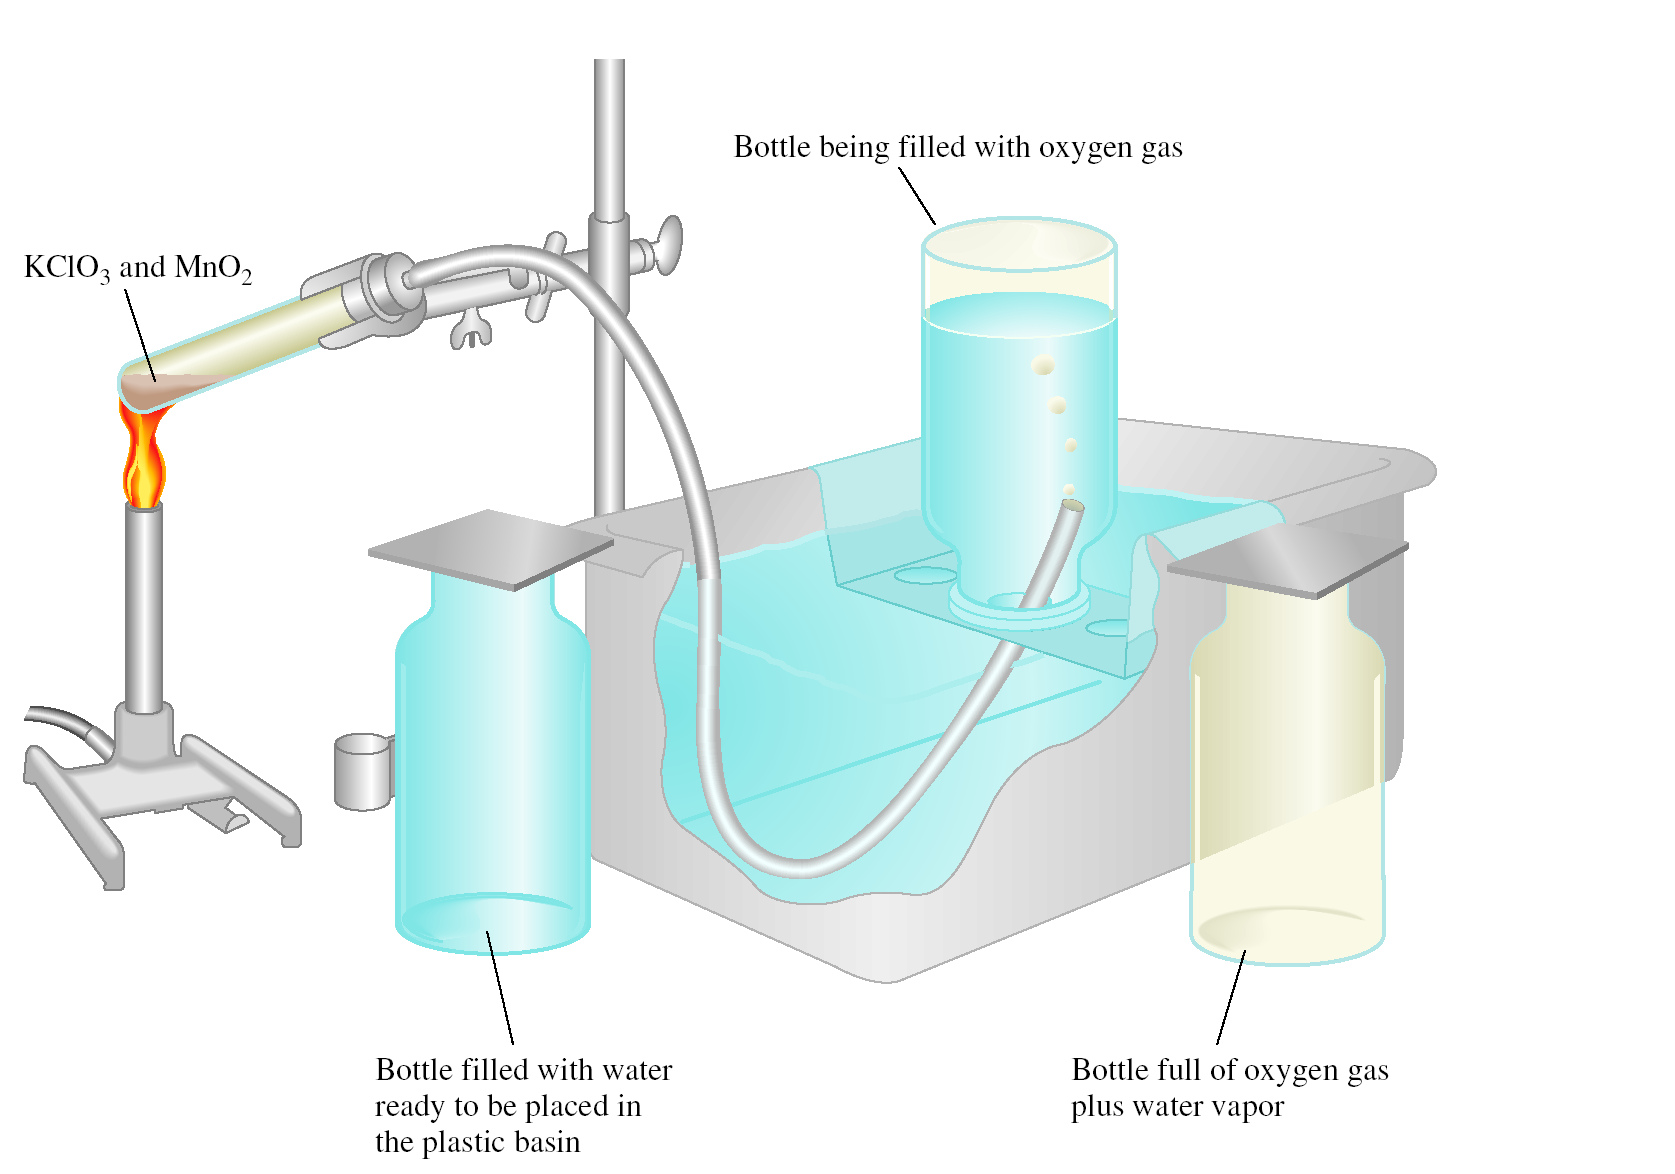 Bottle being filled with oxygen gas
KClO₃ and MnO₂
Bottle filled with water
ready to be placed in
the plastic basin
Bottle full of oxygen gas
plus water vapor